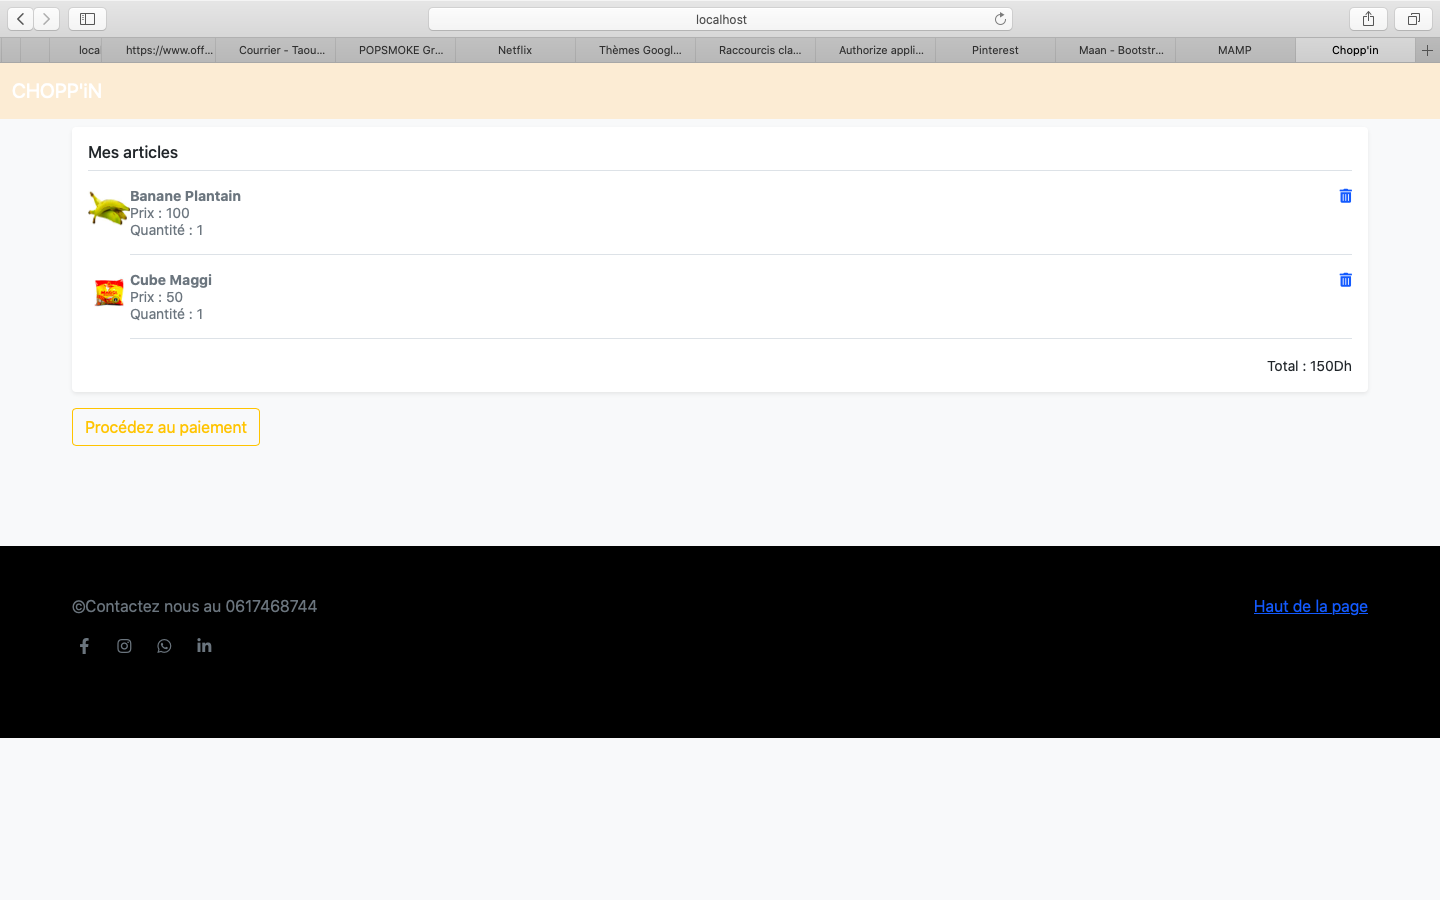 localhost
loca
https://www.off...
Courrier - Taou...
POPSMOKE Gr...
Netflix
Thèmes Googl...
Raccourcis cla...
Authorize appli...
Pinterest
Maan - Bootstr...
MAMP
Chopp'in
CHOPP'iN
Mes articles
Banane Plantain
Prix : 100
Quantité : 1
Cube Maggi
Prix : 50
Quantité : 1
Total : 150Dh
Procédez au paiement
©Contactez nous au 0617468744
Haut de la page